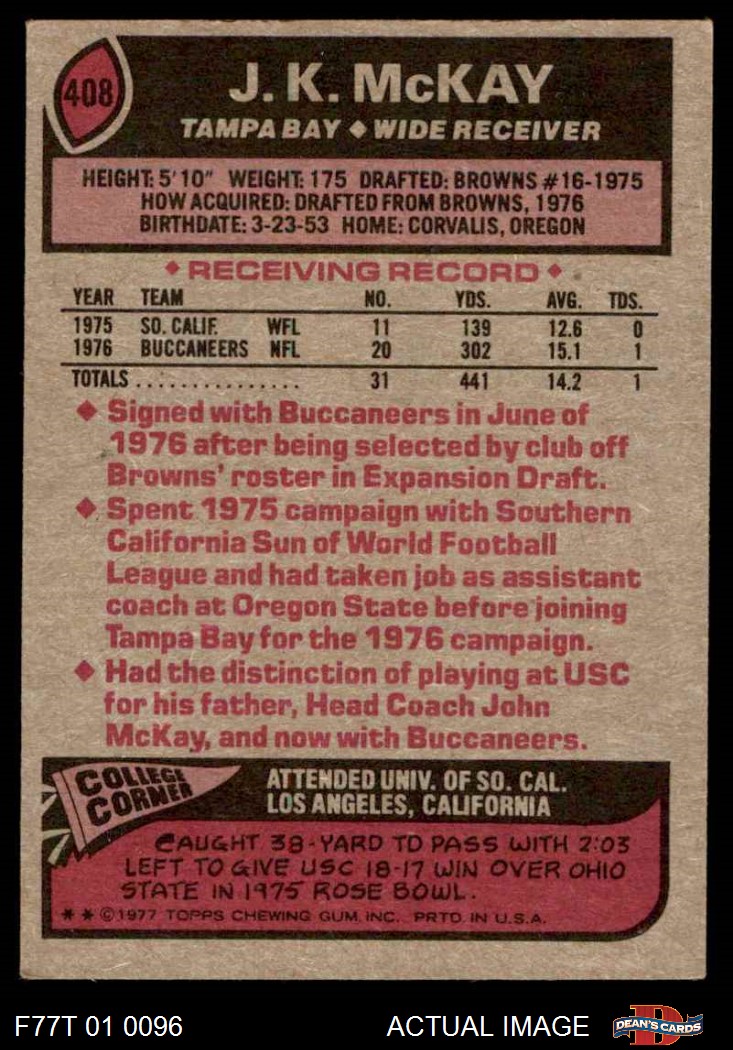 408
J. K. McKAY
TAMPA BAY ◆ WIDE RECEIVER
HEIGHT: 5'10" WEIGHT: 175 DRAFTED: BROWNS #16-1975
HOW ACQUIRED: DRAFTED FROM BROWNS, 1976
BIRTHDATE: 3-23-53 HOME: CORVALIS, OREGON
◆ RECEIVING RECORD ◆
YEAR TEAM NO. YDS. AVG. TDS.
1975 SO. CALIF. WFL 11 139 12.6 0
1976 BUCCANEERS NFL 20 302 15.1 1
TOTALS ................ 31 441 14.2 1
◆ Signed with Buccaneers in June of
1976 after being selected by club off
Browns' roster in Expansion Draft.
◆ Spent 1975 campaign with Southern
California Sun of World Football
League and had taken job as assistant
coach at Oregon State before joining
Tampa Bay for the 1976 campaign.
◆ Had the distinction of playing at USC
for his father, Head Coach John
McKay, and now with Buccaneers.
COLLEGE
CORNER
ATTENDED UNIV. OF SO. CAL.
LOS ANGELES, CALIFORNIA
CAUGHT 38-YARD TD PASS WITH 2:03
LEFT TO GIVE USC 18-17 WIN OVER OHIO
STATE IN 1975 ROSE BOWL.
* * © 1977 TOPPS CHEWING GUM, INC. PRTD. IN U.S.A.
F77T 01 0096 ACTUAL IMAGE
D
DEAN'S CARDS